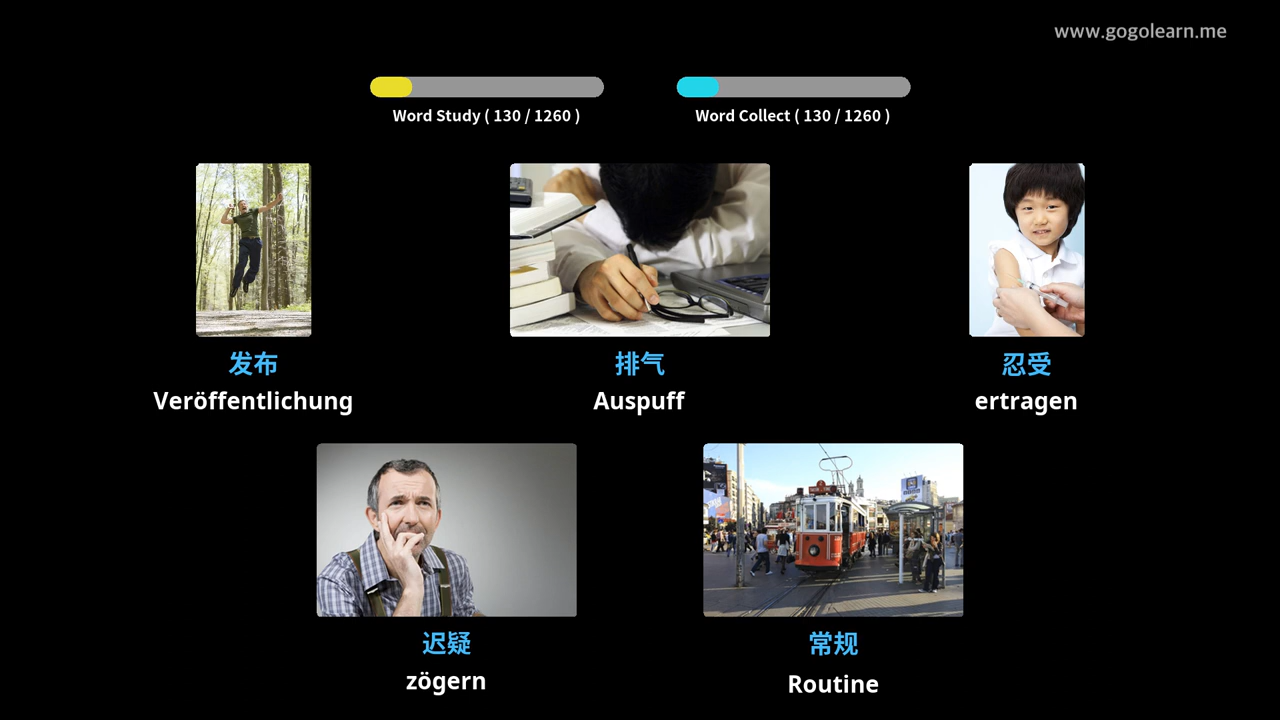 www.gogolearn.me
Word Study ( 130 / 1260 )
Word Collect ( 130 / 1260 )
发布
Veröffentlichung
排气
Auspuff
忍受
ertragen
迟疑
zögern
常规
Routine